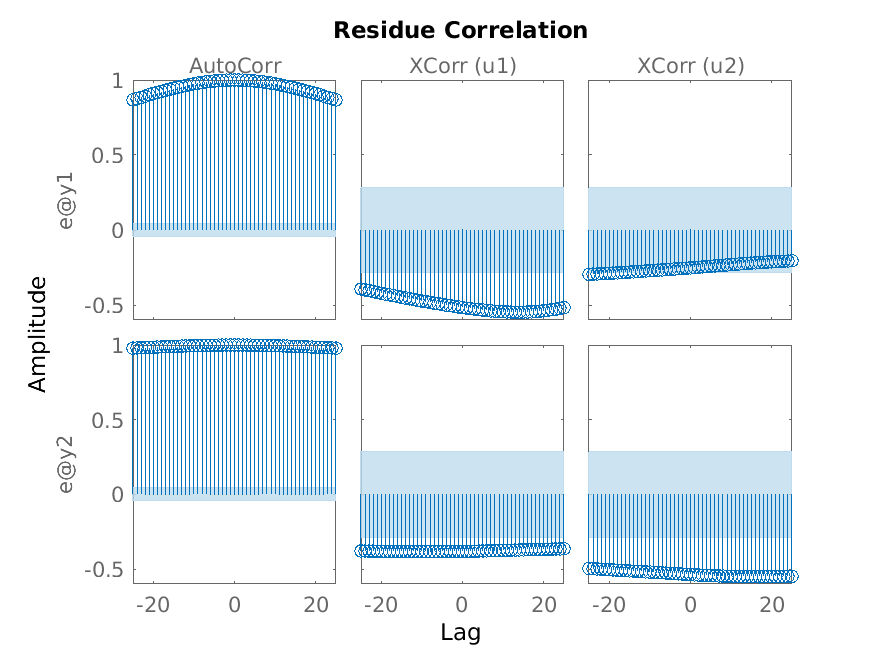 Residue Correlation
AutoCorr XCorr (u1) XCorr (u2)
e@y1
1
0.5
0
-0.5
e@y2
1
0.5
0
-0.5
Amplitude
-20 0 20 -20 0 20 -20 0 20
Lag